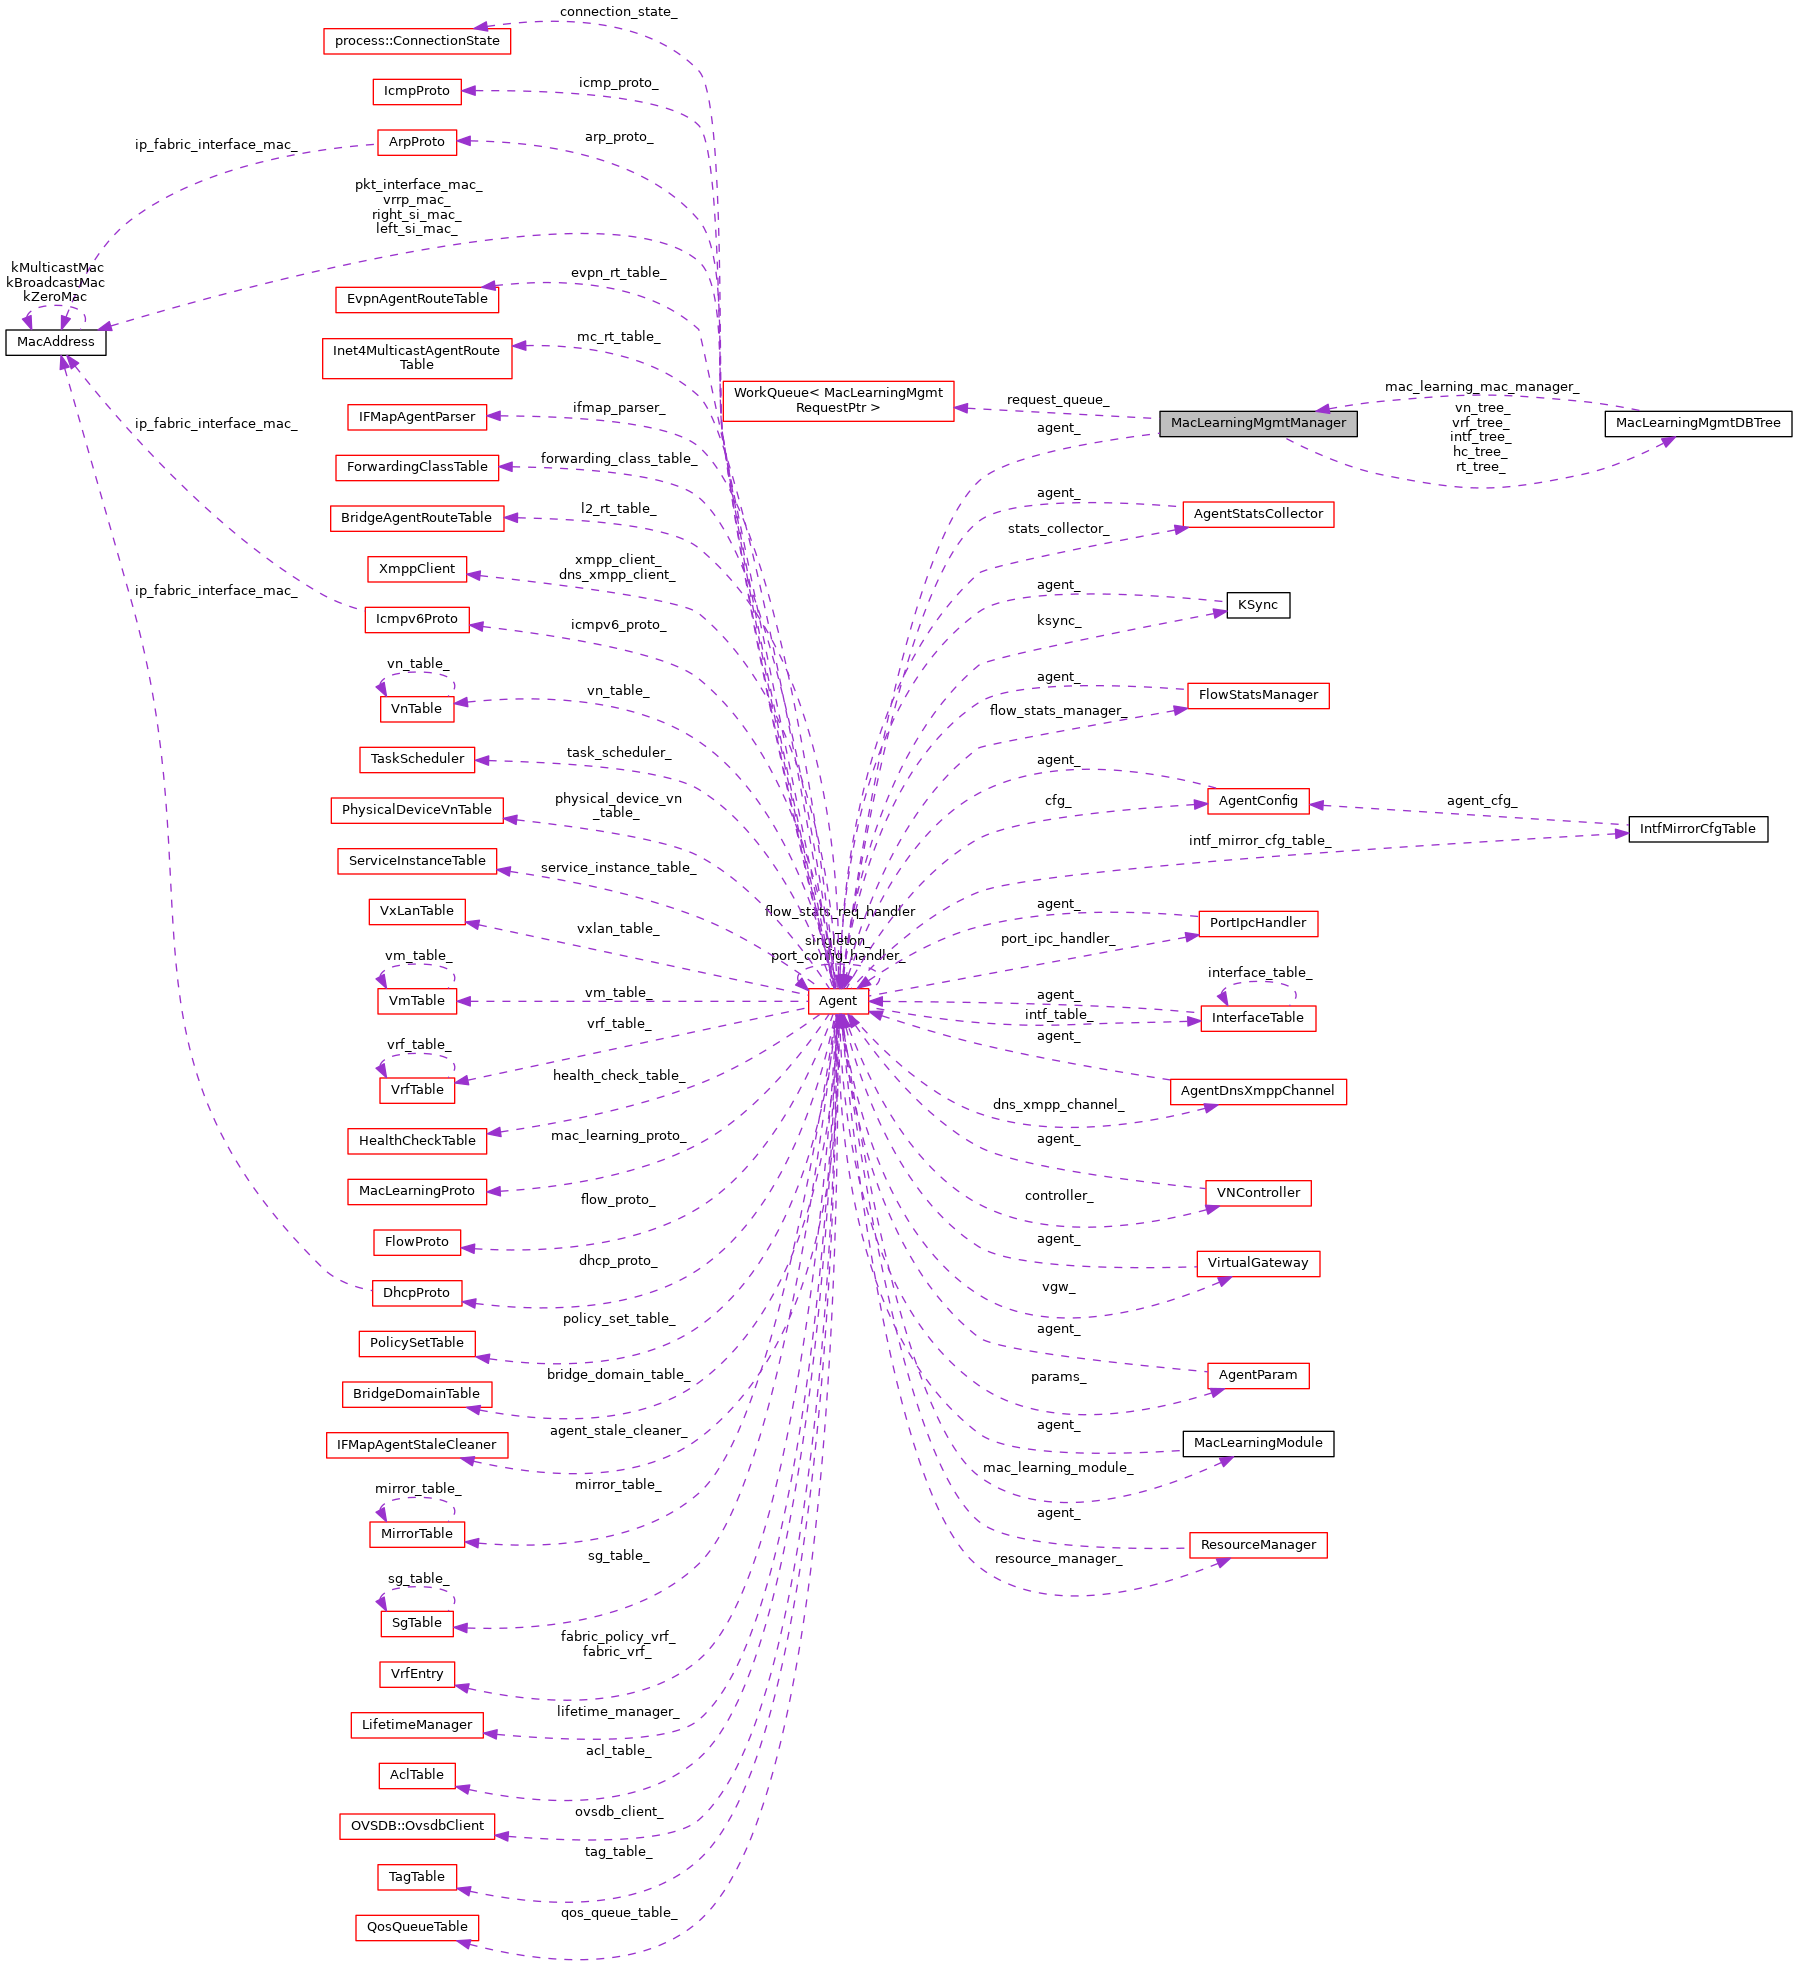 connection_state_
process::ConnectionState
icmp_proto_
IcmpProto
arp_proto_
ArpProto
ip_fabric_interface_mac_
pkt_interface_mac_
vrrp_mac_
right_si_mac_
left_si_mac_
kMulticastMac
kBroadcastMac
kZeroMac
MacAddress
evpn_rt_table_
EvpnAgentRouteTable
mc_rt_table_
Inet4MulticastAgentRoute
Table
ifmap_parser_
IFMapAgentParser
ip_fabric_interface_mac_
forwarding_class_table_
ForwardingClassTable
l2_rt_table_
BridgeAgentRouteTable
xmpp_client_
dns_xmpp_client_
XmppClient
ip_fabric_interface_mac_
icmpv6_proto_
Icmpv6Proto
vn_table_
vn_table_
VnTable
task_scheduler_
TaskScheduler
physical_device_vn
_table_
PhysicalDeviceVnTable
service_instance_table_
ServiceInstanceTable
vxlan_table_
VxLanTable
vm_table_
vm_table_
VmTable
vrf_table_
vrf_table_
VrfTable
health_check_table_
HealthCheckTable
mac_learning_proto_
MacLearningProto
flow_proto_
FlowProto
dhcp_proto_
DhcpProto
policy_set_table_
PolicySetTable
bridge_domain_table_
BridgeDomainTable
agent_stale_cleaner_
IFMapAgentStaleCleaner
mirror_table_
mirror_table_
MirrorTable
sg_table_
sg_table_
SgTable
fabric_policy_vrf_
fabric_vrf_
VrfEntry
lifetime_manager_
LifetimeManager
acl_table_
AclTable
ovsdb_client_
OVSDB::OvsdbClient
tag_table_
TagTable
qos_queue_table_
QosQueueTable
WorkQueue< MacLearningMgmt
RequestPtr >
request_queue_
agent_
MacLearningMgmtManager
mac_learning_mac_manager_
vn_tree_
vrf_tree_
intf_tree_
hc_tree_
rt_tree_
MacLearningMgmtDBTree
agent_
stats_collector_
AgentStatsCollector
agent_
ksync_
KSync
agent_
flow_stats_manager_
FlowStatsManager
agent_
cfg_
AgentConfig
agent_cfg_
IntfMirrorCfgTable
intf_mirror_cfg_table_
flow_stats_req_handler
_
singleton_
port_config_handler_
Agent
agent_
port_ipc_handler_
PortIpcHandler
interface_table_
agent_
intf_table_
InterfaceTable
agent_
dns_xmpp_channel_
AgentDnsXmppChannel
agent_
controller_
VNController
agent_
vgw_
VirtualGateway
agent_
params_
AgentParam
agent_
mac_learning_module_
MacLearningModule
agent_
resource_manager_
ResourceManager